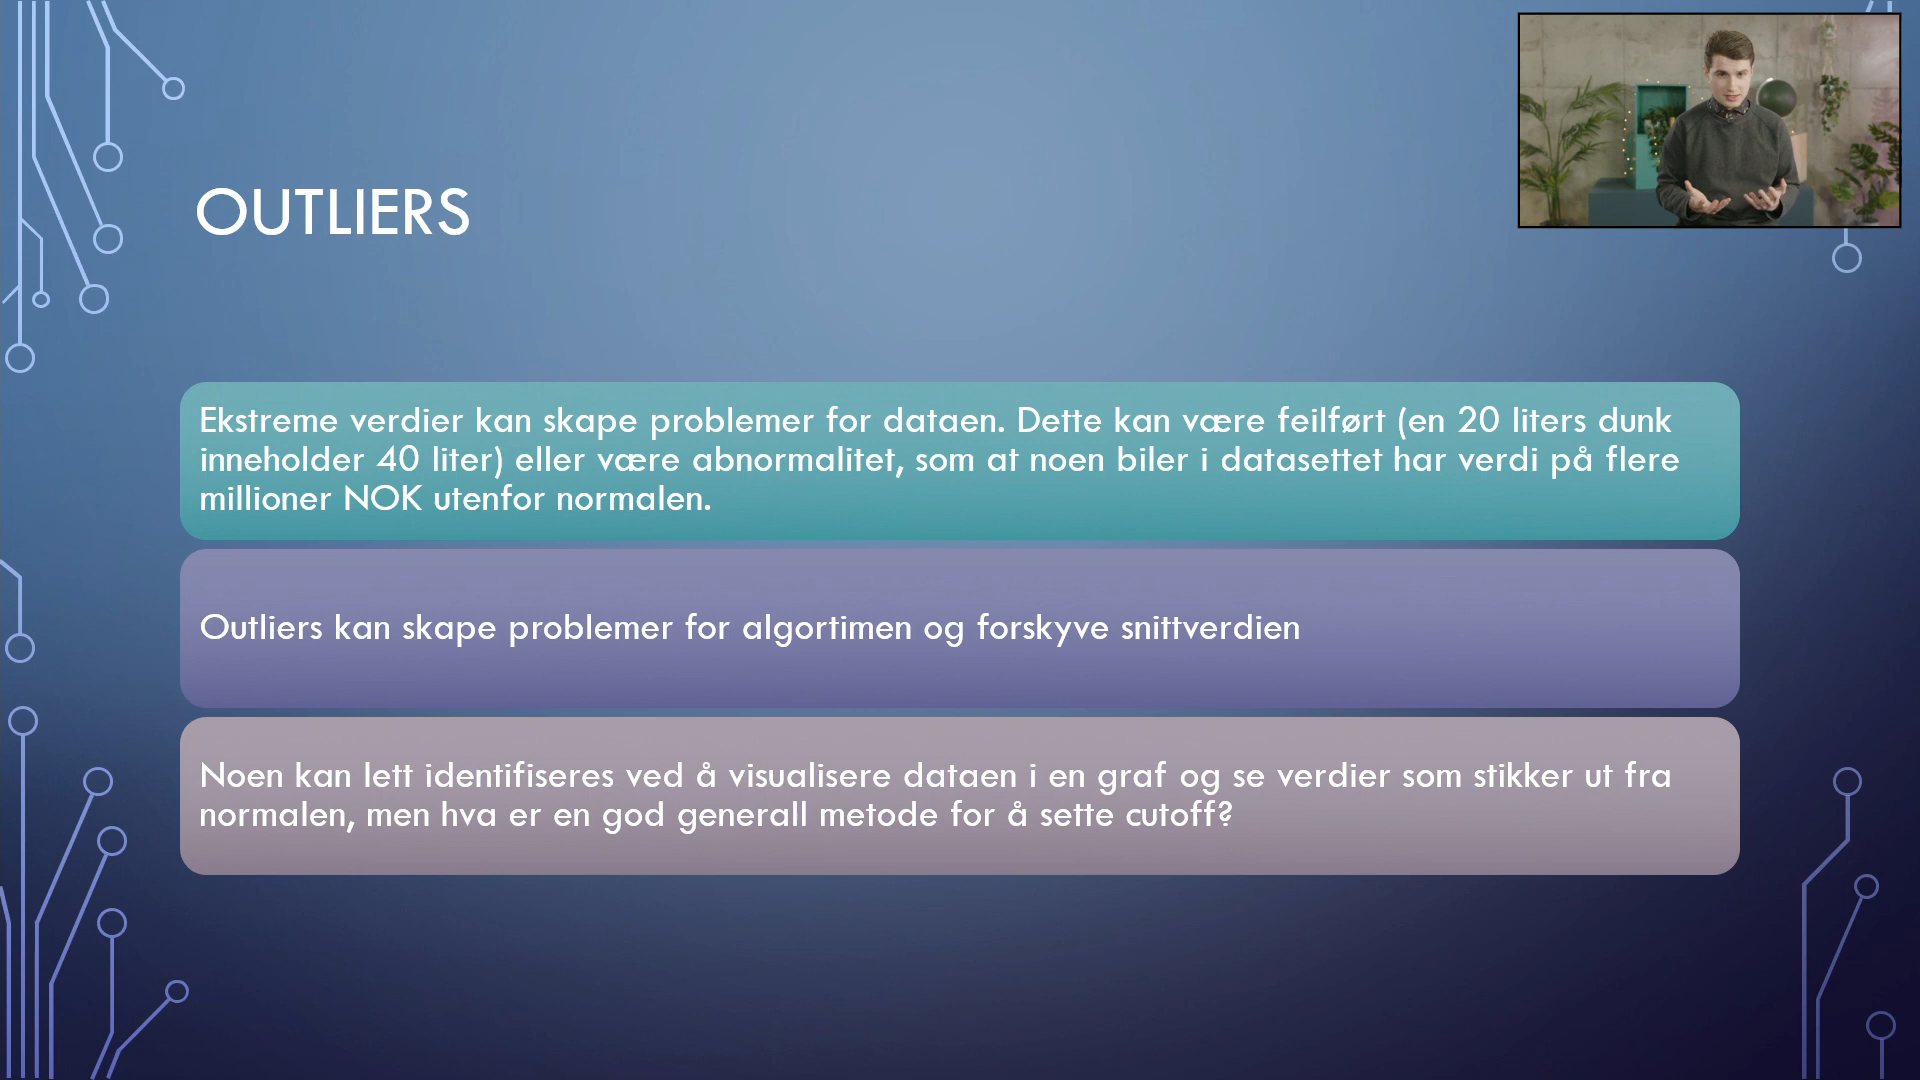 OUTLIERS
Ekstreme verdier kan skape problemer for dataen. Dette kan være feilført (en 20 liters dunk
inneholder 40 liter) eller være abnormalitet, som at noen biler i datasettet har verdi på flere
millioner NOK utenfor normalen.
Outliers kan skape problemer for algortimen og forskyve snittverdien
Noen kan lett identifiseres ved å visualisere dataen i en graf og se verdier som stikker ut fra
normalen, men hva er en god generall metode for å sette cutoff?